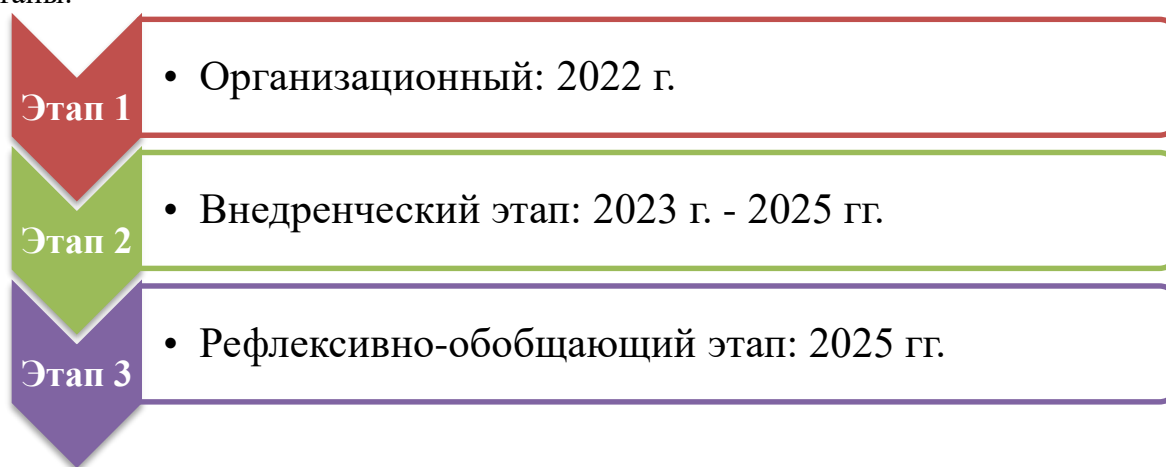 Этап 1
• Организационный: 2022 г.
Этап 2
• Внедренческий этап: 2023 г. - 2025 гг.
Этап 3
• Рефлексивно-обобщающий этап: 2025 гг.